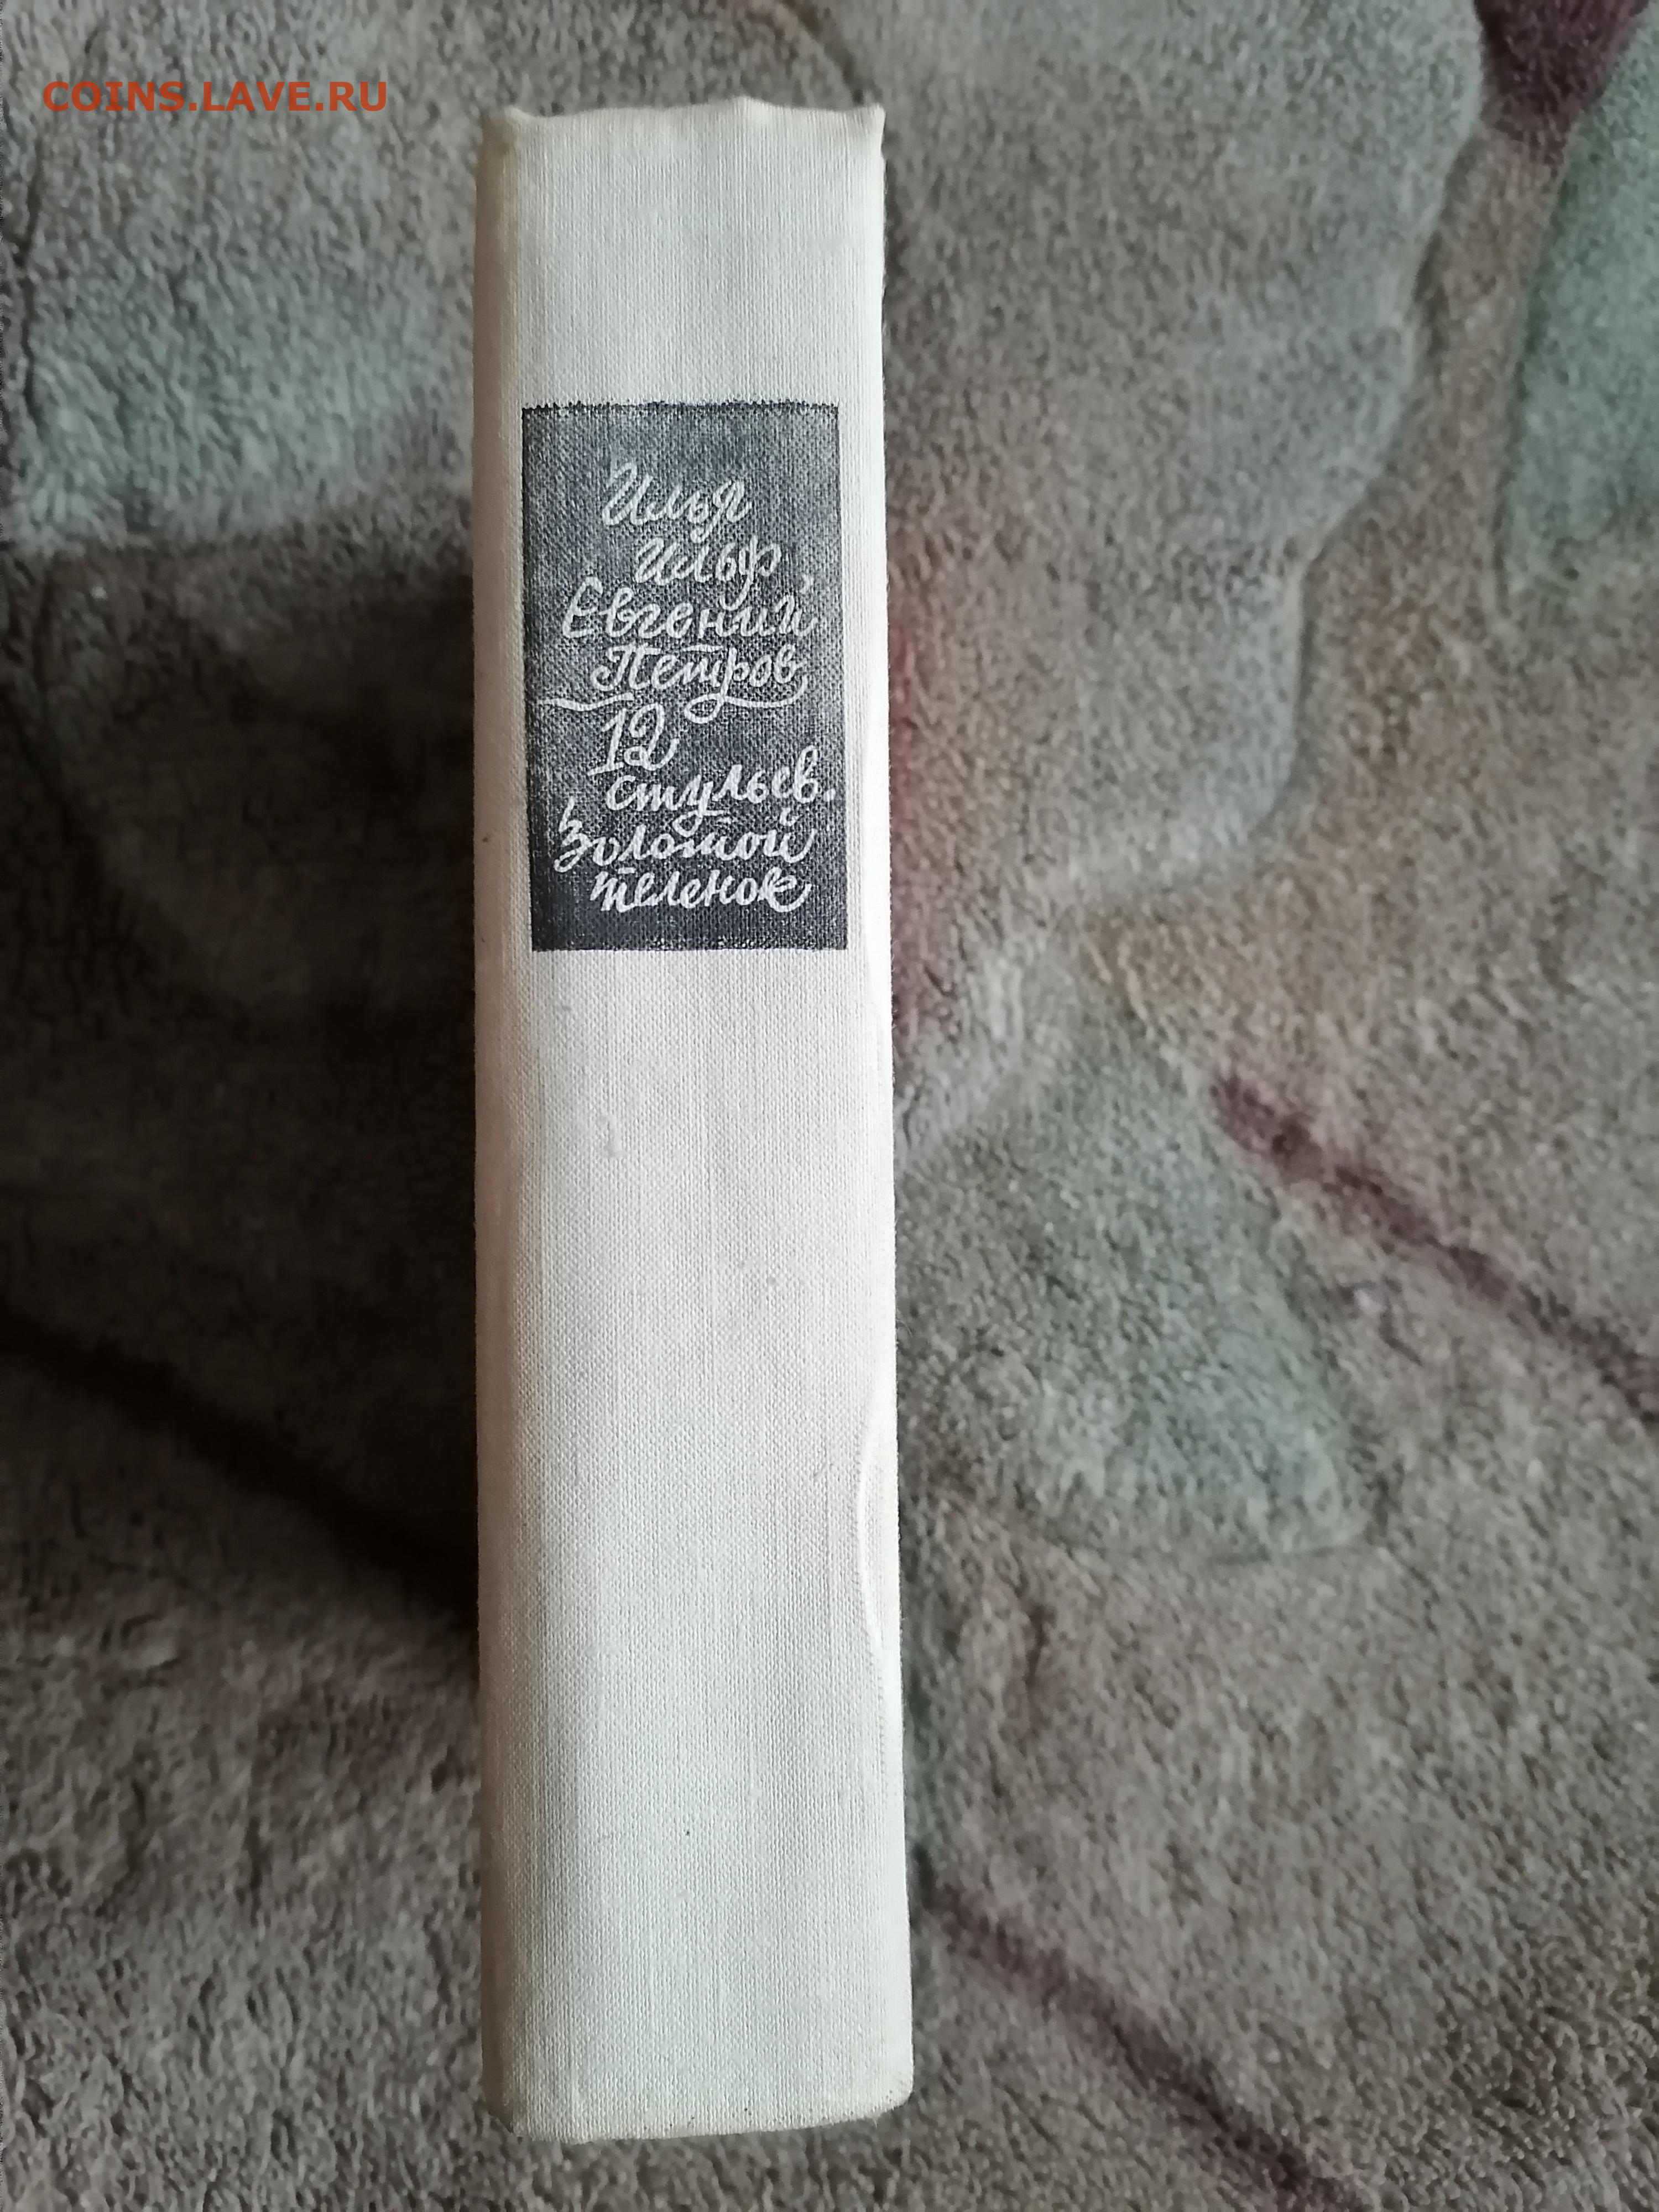 COINS.LAVE.RU
Илья
Ильф,
Евгений
Петров
12
стульев.
Золотой
теленок